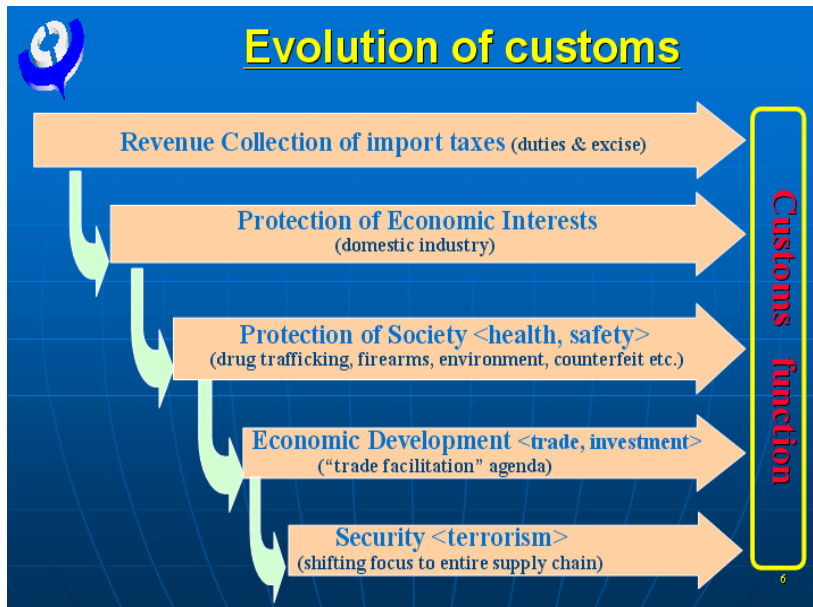 Evolution of customs
Revenue Collection of import taxes (duties & excise)
Protection of Economic Interests
(domestic industry)
Protection of Society <health, safety>
(drug trafficking, firearms, environment, counterfeit etc.)
Economic Development <trade, investment>
(“trade facilitation” agenda)
Security <terrorism>
(shifting focus to entire supply chain)
Customs function
6